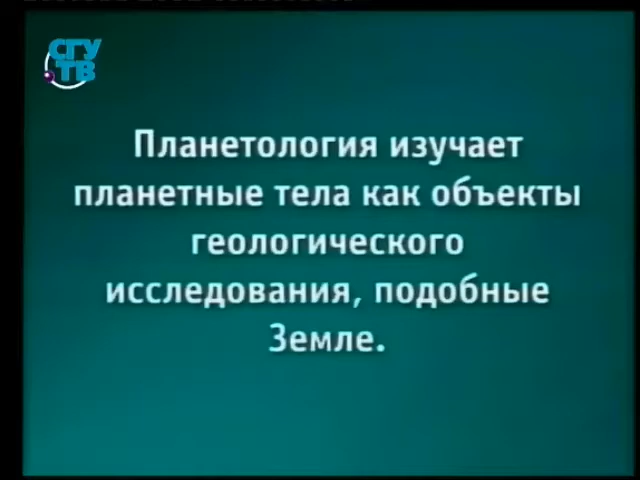 СГУ
ТВ
Планетология изучает
планетные тела как объекты
геологического
исследования, подобные
Земле.